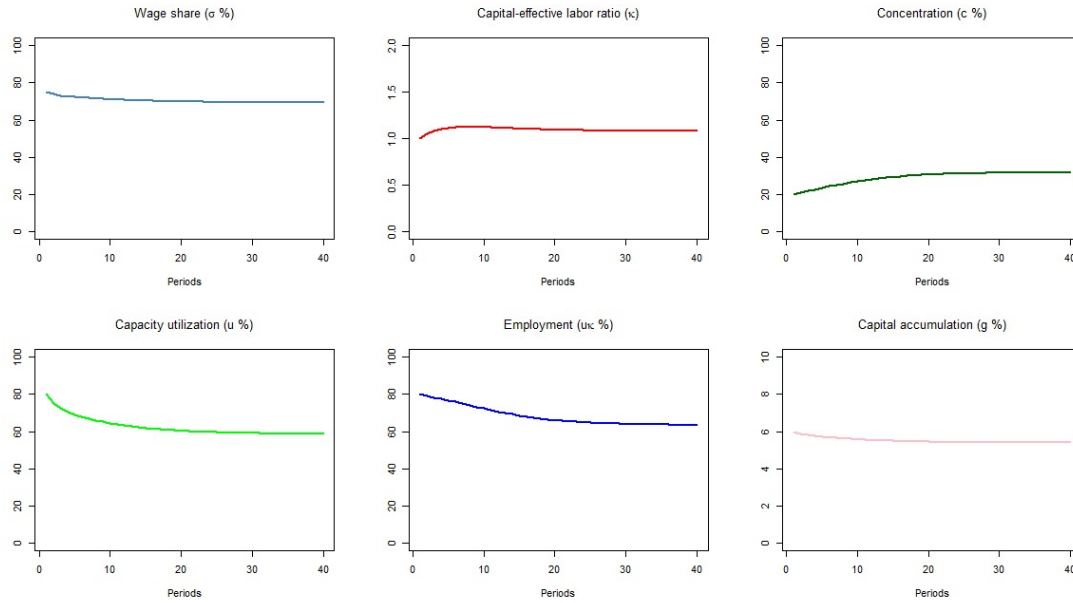 Wage share (σ %)
100
80
60
40
20
0
0 10 20 30 40
Periods
Capital-effective labor ratio (κ)
2.0
1.5
1.0
0.5
0.0
0 10 20 30 40
Periods
Concentration (c %)
100
80
60
40
20
0
0 10 20 30 40
Periods
Capacity utilization (u %)
100
80
60
40
20
0
0 10 20 30 40
Periods
Employment (uκ %)
100
80
60
40
20
0
0 10 20 30 40
Periods
Capital accumulation (g %)
10
8
6
4
2
0
0 10 20 30 40
Periods